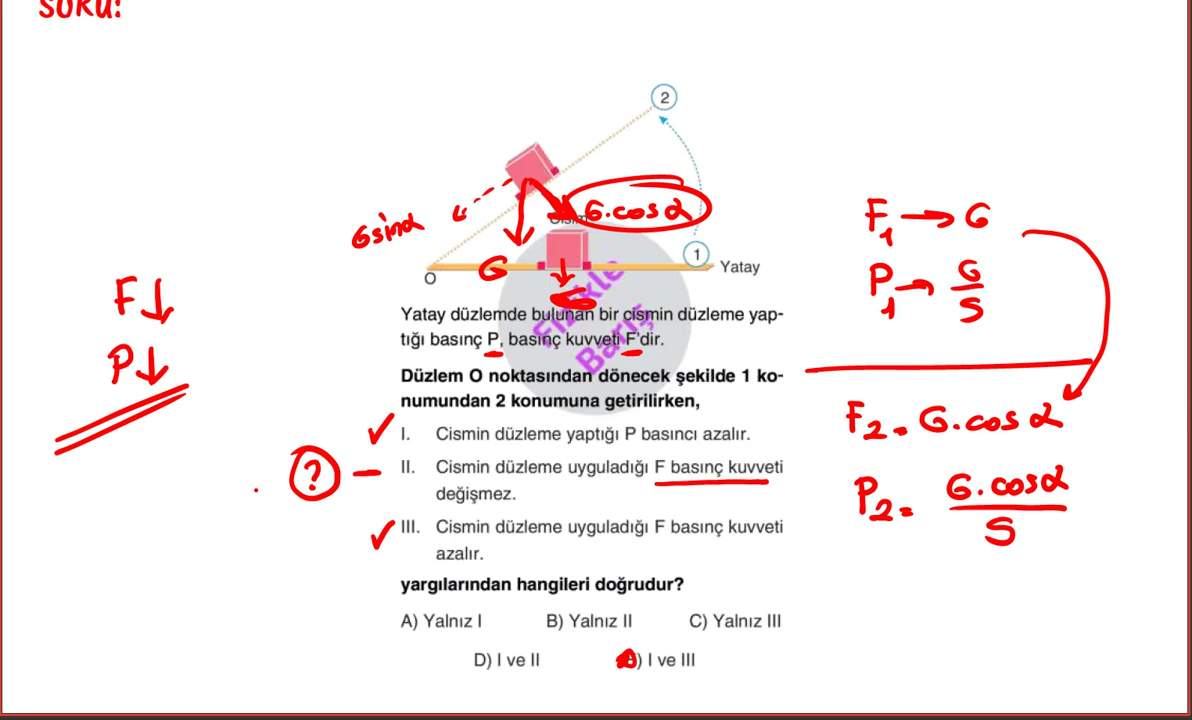 SORU:
2
Gsinα
G.cosα
Cisim
G
1
Yatay
O
G
Fizikle
Barış
Yatay düzlemde bulunan bir cismin düzleme yap-
tığı basınç P, basınç kuvveti F'dir.
Düzlem O noktasından dönecek şekilde 1 ko-
numundan 2 konumuna getirilirken,
I. Cismin düzleme yaptığı P basıncı azalır.
? – II. Cismin düzleme uyguladığı F basınç kuvveti
değişmez.
III. Cismin düzleme uyguladığı F basınç kuvveti
azalır.
yargılarından hangileri doğrudur?
A) Yalnız I B) Yalnız II C) Yalnız III
D) I ve II ) I ve III
F↓
P↓
F1 → G
P1 → G/S
F2 = G.cosα
P2 = G.cosα/S